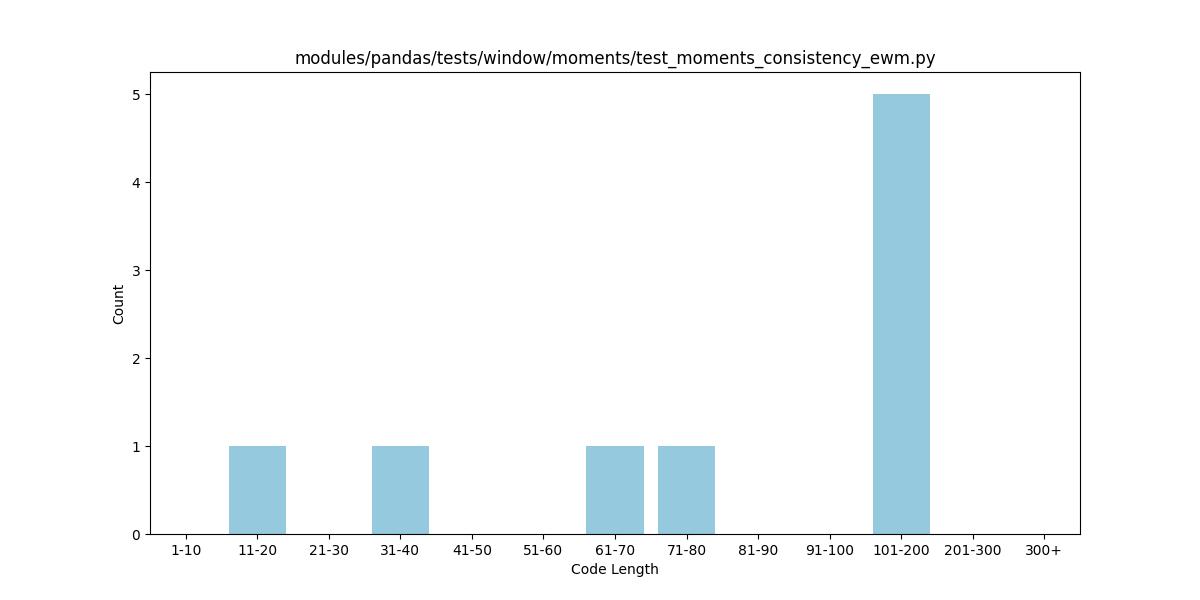 modules/pandas/tests/window/moments/test_moments_consistency_ewm.py
Count
5
4
3
2
1
0
1-10 11-20 21-30 31-40 41-50 51-60 61-70 71-80 81-90 91-100 101-200 201-300 300+
Code Length